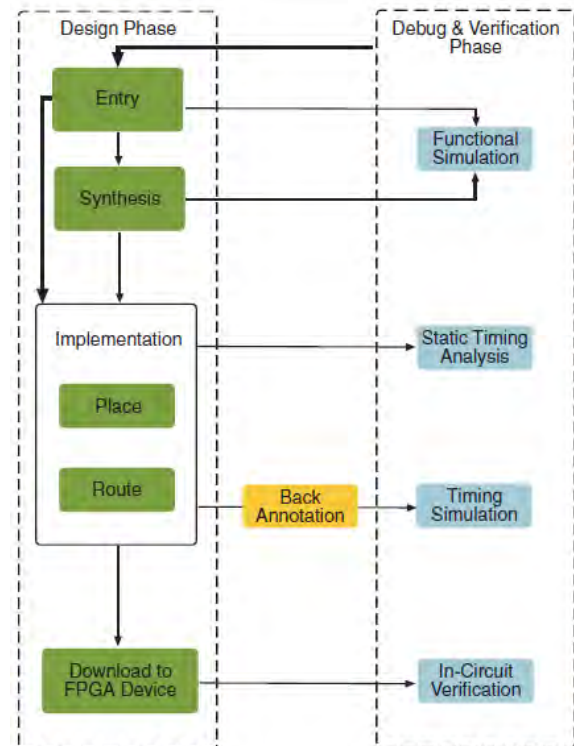 Design Phase
Debug & Verification
Phase
Entry
Functional
Simulation
Synthesis
Implementation
Static Timing
Analysis
Place
Route
Back
Annotation
Timing
Simulation
Download to
FPGA Device
In-Circuit
Verification